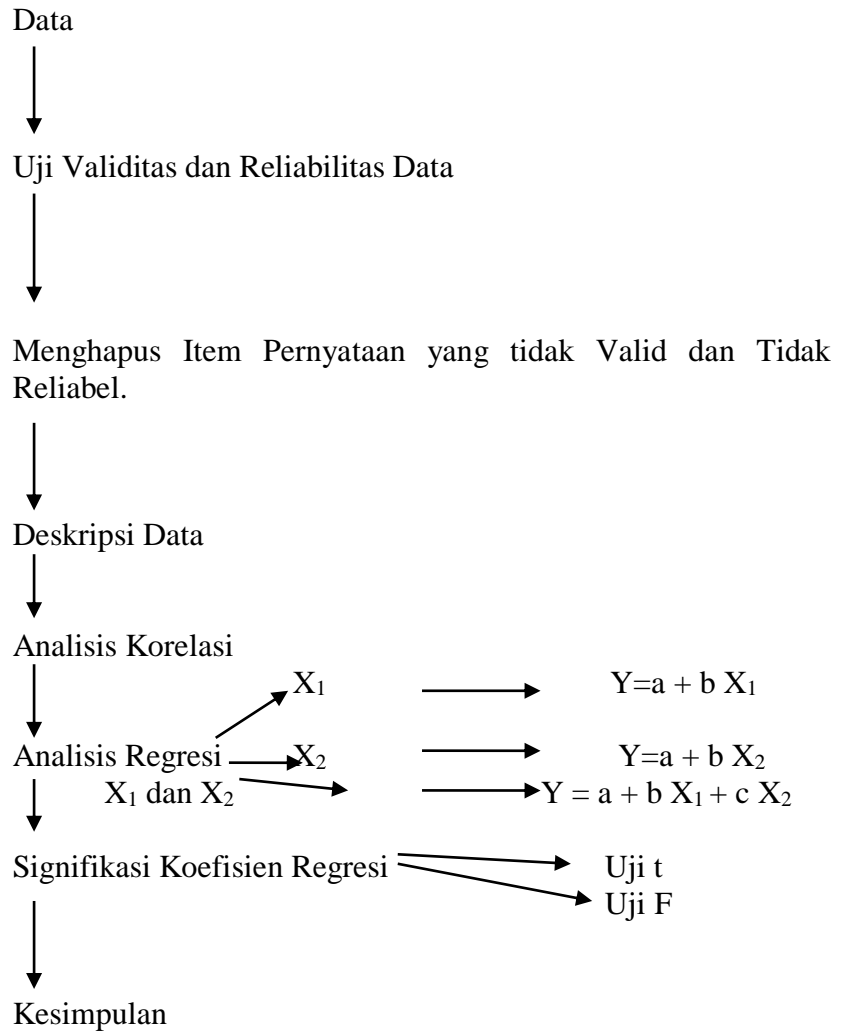 Data
Uji Validitas dan Reliabilitas Data
Menghapus Item Pernyataan yang tidak Valid dan Tidak
Reliabel.
Deskripsi Data
Analisis Korelasi
X₁ Y=a + b X₁
Analisis Regresi X₂ Y=a + b X₂
X₁ dan X₂ Y = a + b X₁ + c X₂
Signifikasi Koefisien Regresi Uji t
Uji F
Kesimpulan